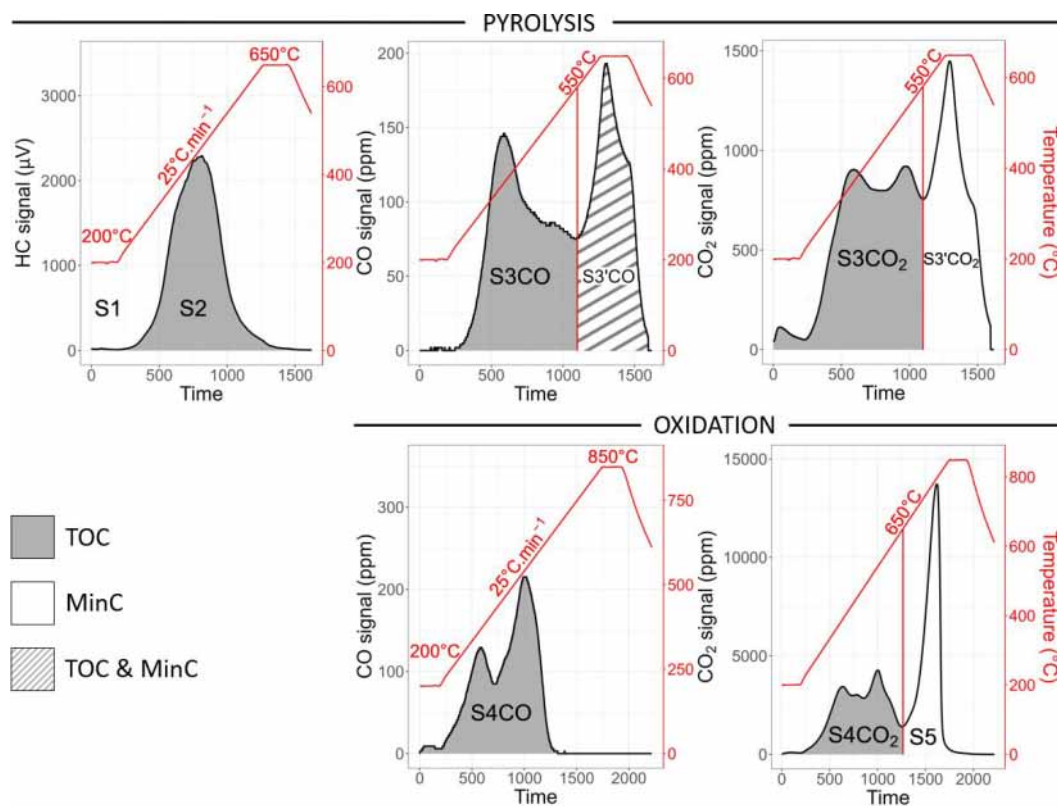 PYROLYSIS
HC signal (µV)
3000
2000
1000
0
200°C
25°C.min⁻¹
650°C
S1
S2
600
400
200
0
0 500 1000 1500
Time
CO signal (ppm)
200
150
100
50
0
550°C
S3CO
S3'CO
600
400
200
0
0 500 1000 1500
Time
CO₂ signal (ppm)
1500
1000
500
0
550°C
S3CO₂
S3'CO₂
600
400
200
0
Temperature (°C)
0 500 1000 1500
Time
OXIDATION
CO signal (ppm)
300
200
100
0
200°C
25°C.min⁻¹
850°C
S4CO
750
500
250
0
0 500 1000 1500 2000
Time
CO₂ signal (ppm)
15000
10000
5000
0
650°C
S4CO₂
S5
800
600
400
200
0
Temperature (°C)
0 500 1000 1500 2000
Time
TOC
MinC
TOC & MinC